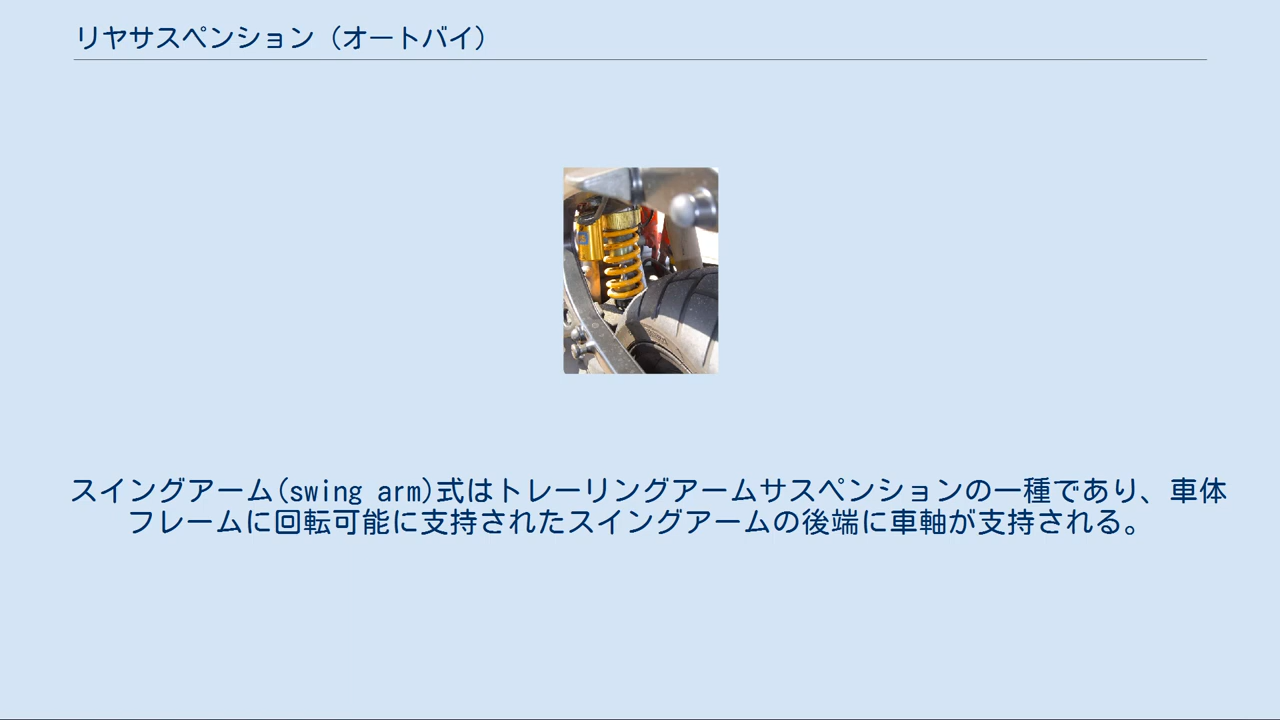 リヤサスペンション（オートバイ）
スイングアーム(swing arm)式はトレーリングアームサスペンションの一種であり、車体
フレームに回転可能に支持されたスイングアームの後端に車軸が支持される。